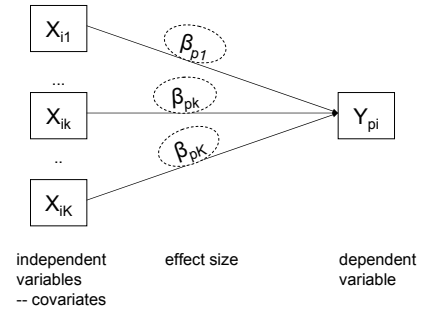 X_i1
β_p1
...
X_ik
β_pk
Y_pi
..
β_pK
X_iK
independent variables -- covariates
effect size
dependent variable